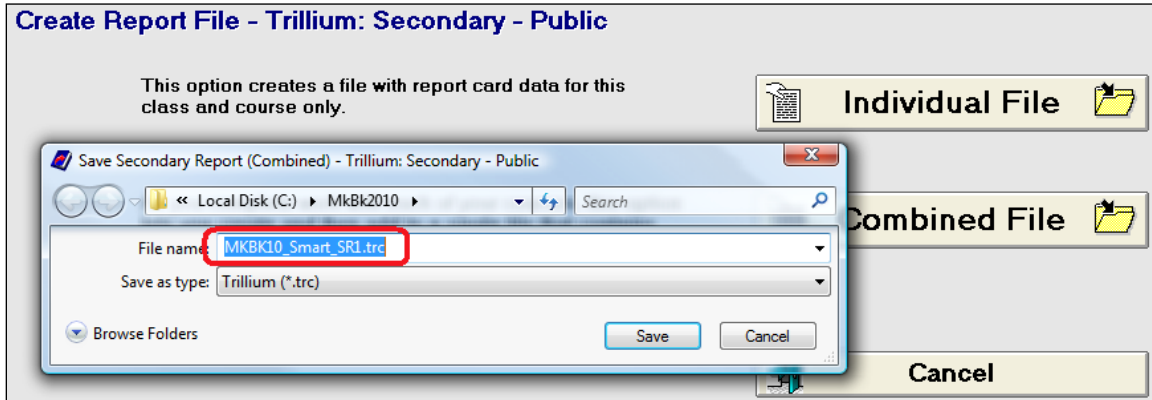 Create Report File - Trillium: Secondary - Public
This option creates a file with report card data for this
class and course only.
Individual File
Save Secondary Report (Combined) - Trillium: Secondary - Public
« Local Disk (C:) ▸ MkBk2010 ▸
Search
File name: MKBK10_Smart_SR1.trc
Save as type: Trillium (*.trc)
Browse Folders
Save
Cancel
Combined File
Cancel